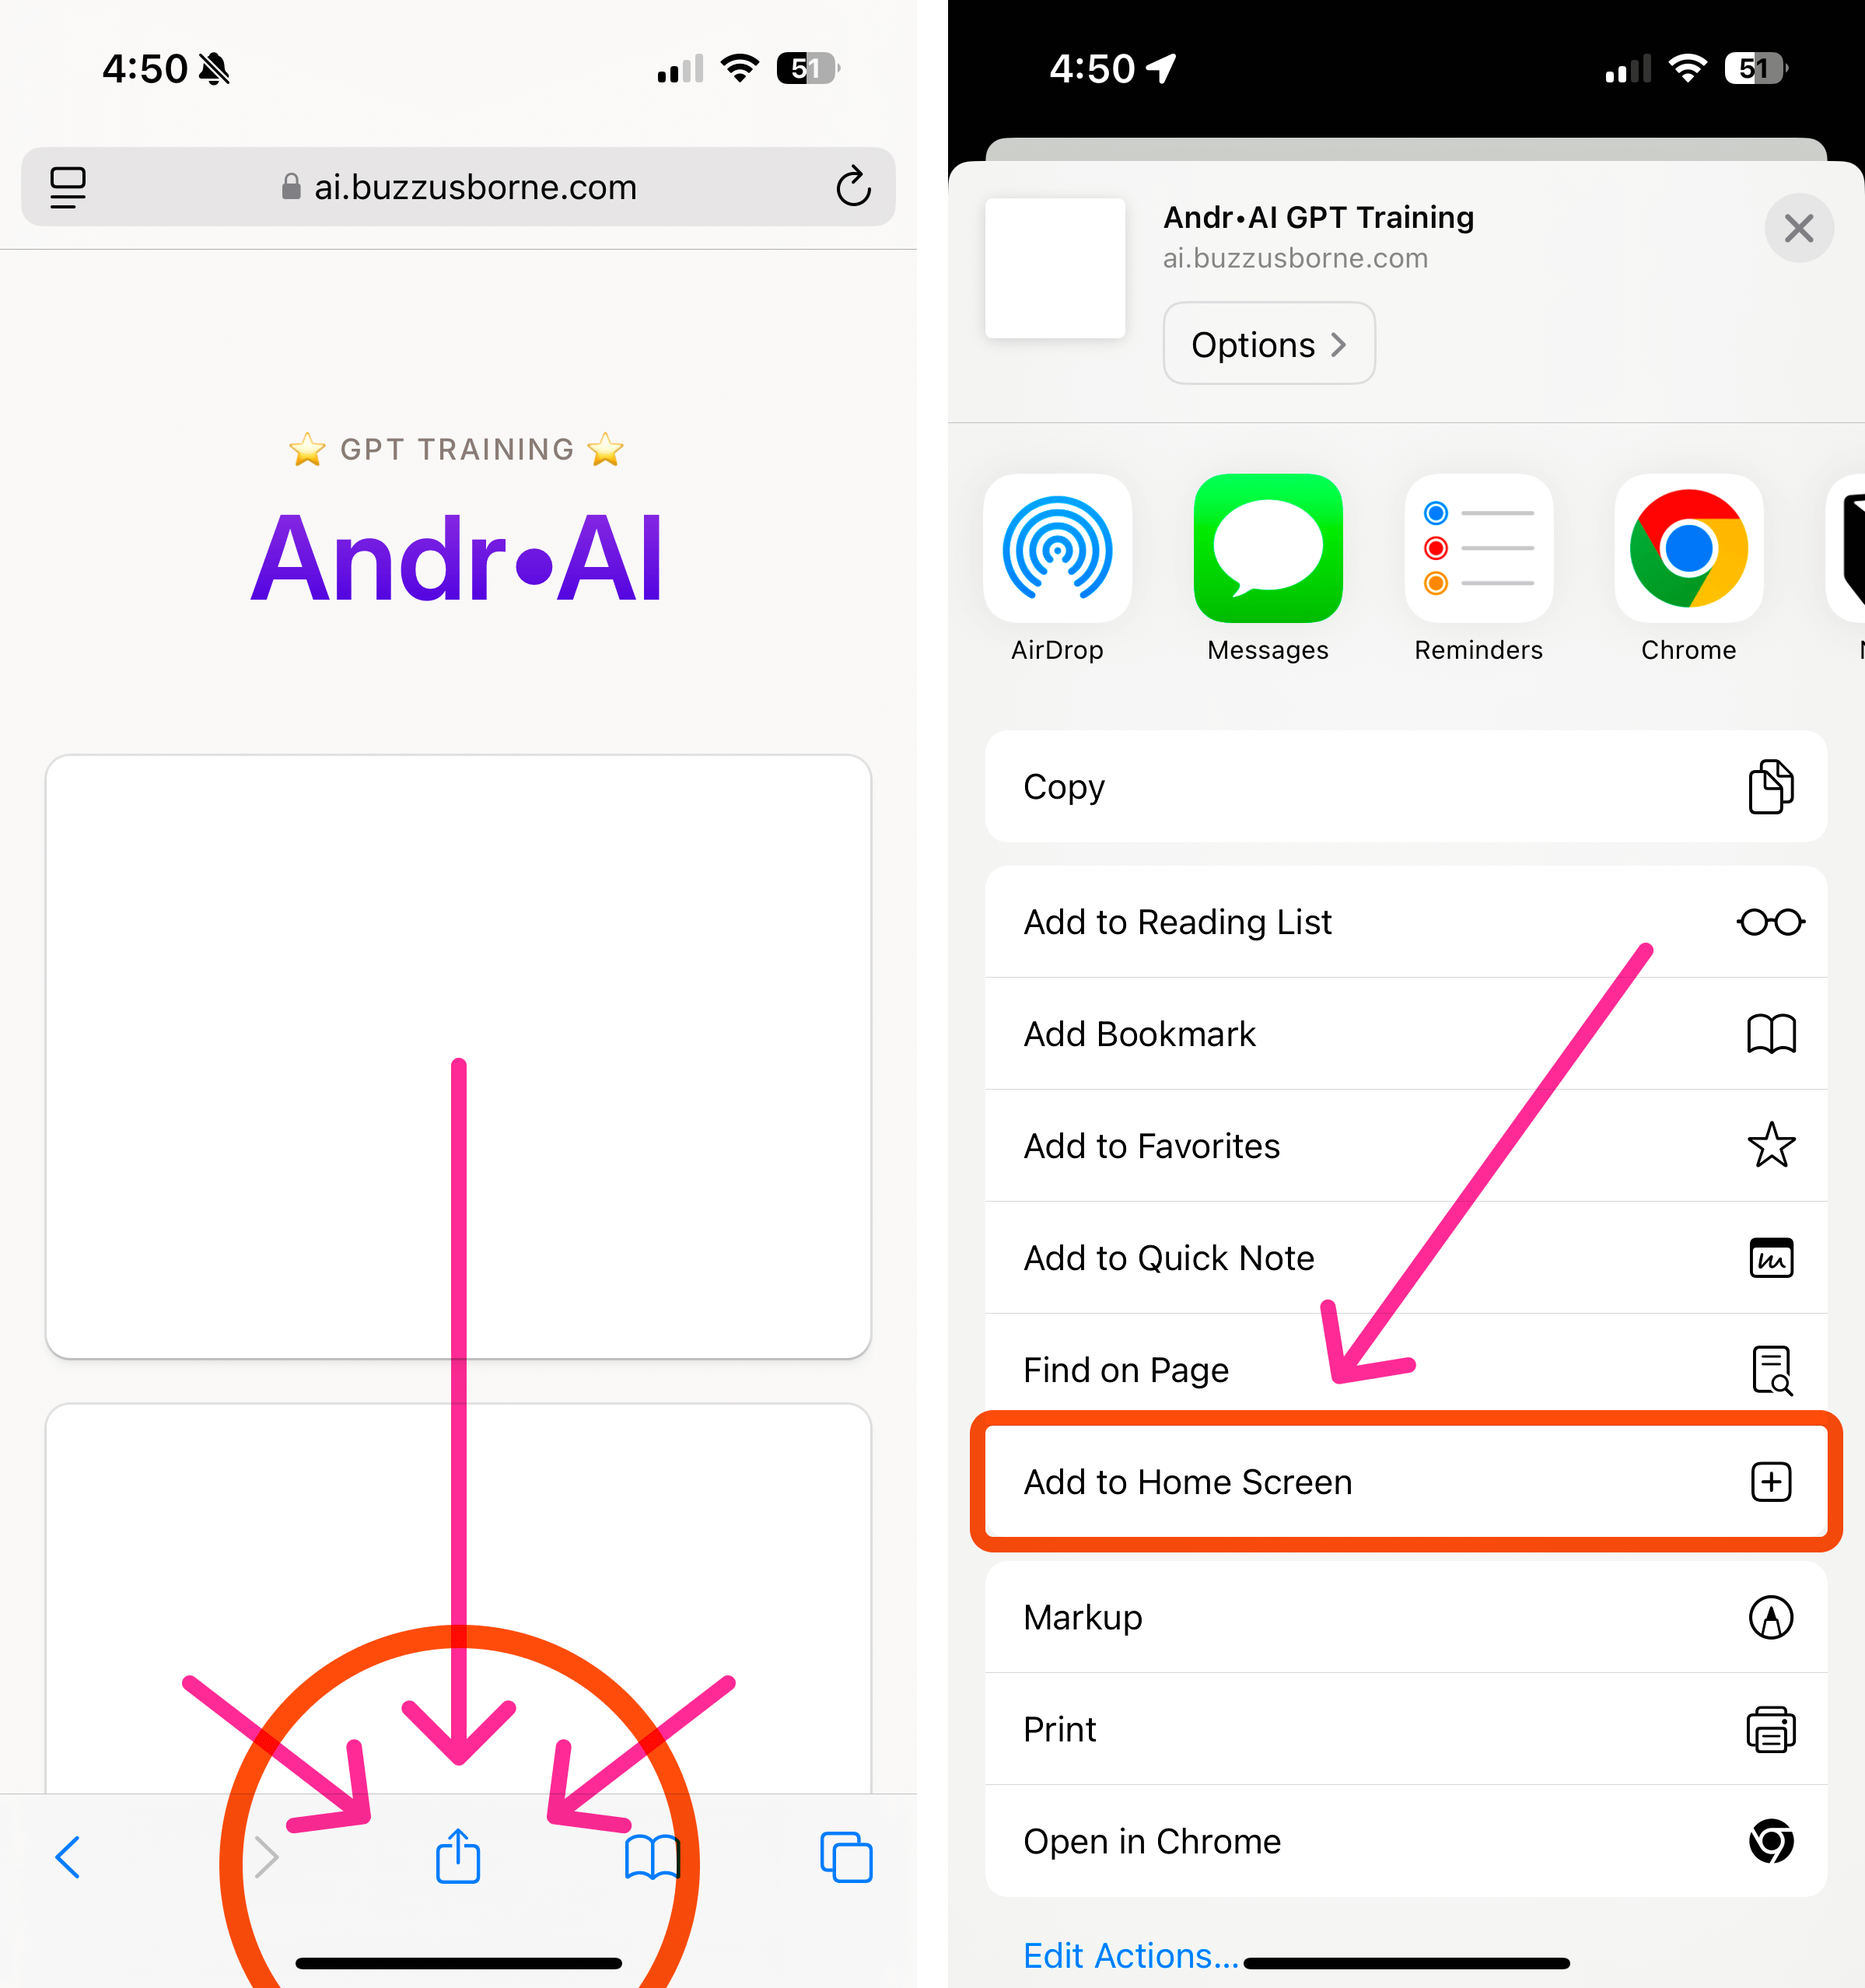 4:50
51
ai.buzzusborne.com
⭐ GPT TRAINING ⭐
Andr•AI
4:50
51
Andr•AI GPT Training
ai.buzzusborne.com
Options
AirDrop
Messages
Reminders
Chrome
Copy
Add to Reading List
Add Bookmark
Add to Favorites
Add to Quick Note
Find on Page
Add to Home Screen
Markup
Print
Open in Chrome
Edit Actions...